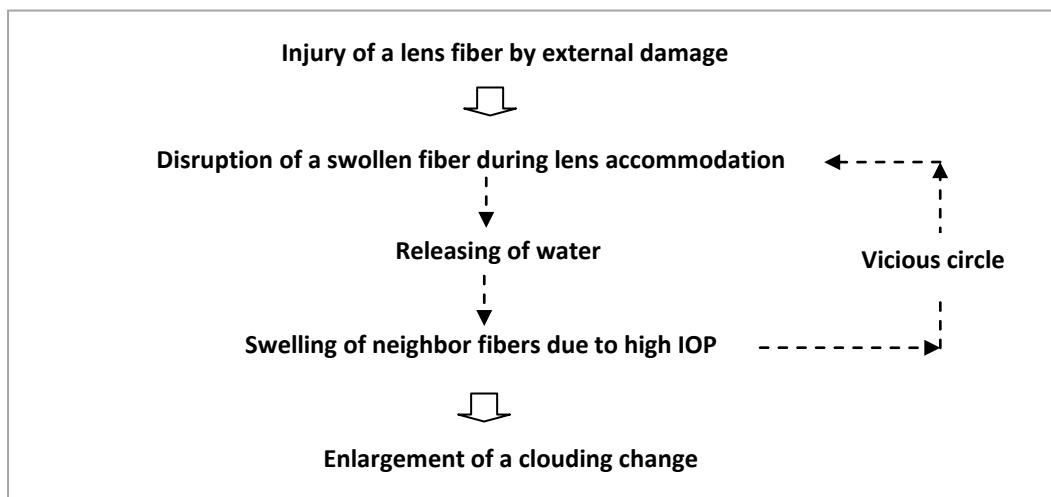 Injury of a lens fiber by external damage
Disruption of a swollen fiber during lens accommodation
Releasing of water
Vicious circle
Swelling of neighbor fibers due to high IOP
Enlargement of a clouding change